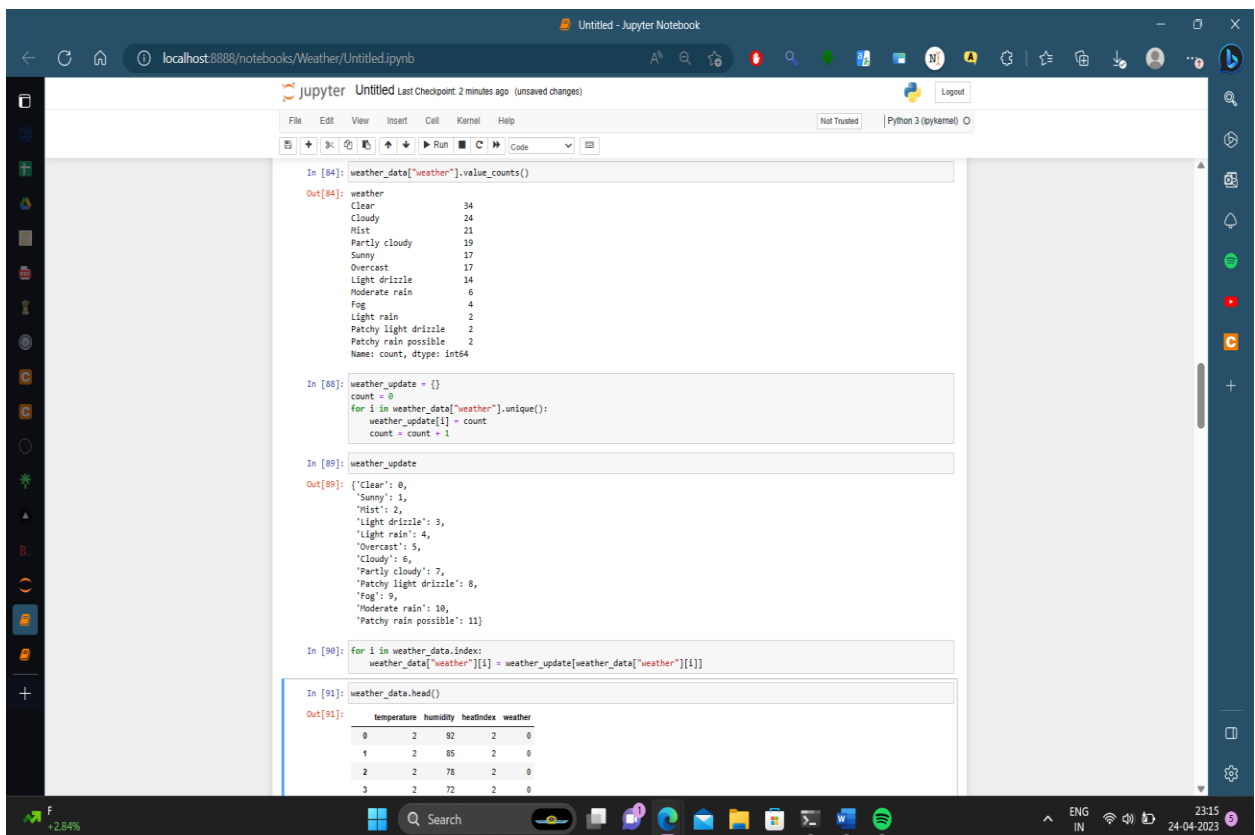 Untitled - Jupyter Notebook
localhost:8888/notebooks/Weather/Untitled.ipynb
jupyter Untitled Last Checkpoint: 2 minutes ago (unsaved changes)
Logout
File Edit View Insert Cell Kernel Help
Not Trusted Python 3 (ipykernel)
Run Code
In [84]: weather_data["weather"].value_counts()
Out[84]: weather
Clear 34
Cloudy 24
Mist 21
Partly cloudy 19
Sunny 17
Overcast 17
Light drizzle 14
Moderate rain 6
Fog 4
Light rain 2
Patchy light drizzle 2
Patchy rain possible 2
Name: count, dtype: int64
In [88]: weather_update = {}
count = 0
for i in weather_data["weather"].unique():
    weather_update[i] = count
    count = count + 1
In [89]: weather_update
Out[89]: {'Clear': 0,
'Sunny': 1,
'Mist': 2,
'Light drizzle': 3,
'Light rain': 4,
'Overcast': 5,
'Cloudy': 6,
'Partly cloudy': 7,
'Patchy light drizzle': 8,
'Fog': 9,
'Moderate rain': 10,
'Patchy rain possible': 11}
In [90]: for i in weather_data.index:
    weather_data["weather"][i] = weather_update[weather_data["weather"][i]]
In [91]: weather_data.head()
Out[91]:
temperature humidity heatIndex weather
0 2 92 2 0
1 2 85 2 0
2 2 78 2 0
3 2 72 2 0
F
+2.84%
Search
ENG
IN
23:15
24-04-2023
5